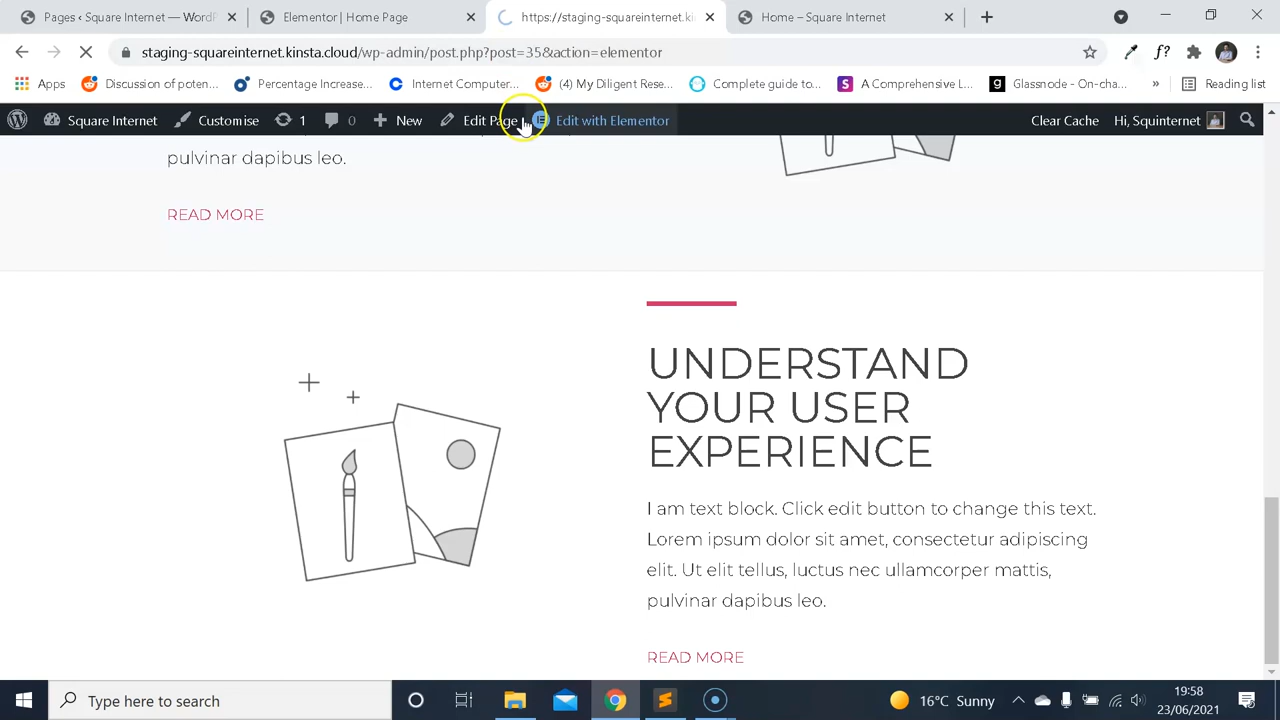 Pages ‹ Square Internet — WordP
Elementor | Home Page
https://staging-squareinternet.ki
Home – Square Internet
staging-squareinternet.kinsta.cloud/wp-admin/post.php?post=35&action=elementor
f?
Apps
Discussion of poten...
Percentage Increase...
Internet Computer...
(4) My Diligent Rese...
Complete guide to...
S
A Comprehensive L...
g
Glassnode - On-cha...
»
Reading list
Square Internet
Customise
1
0
New
Edit Page
Edit with Elementor
Clear Cache
Hi, Squinternet
pulvinar dapibus leo.
READ MORE
UNDERSTAND
YOUR USER
EXPERIENCE
I am text block. Click edit button to change this text.
Lorem ipsum dolor sit amet, consectetur adipiscing
elit. Ut elit tellus, luctus nec ullamcorper mattis,
pulvinar dapibus leo.
READ MORE
Type here to search
16°C Sunny
19:58
23/06/2021